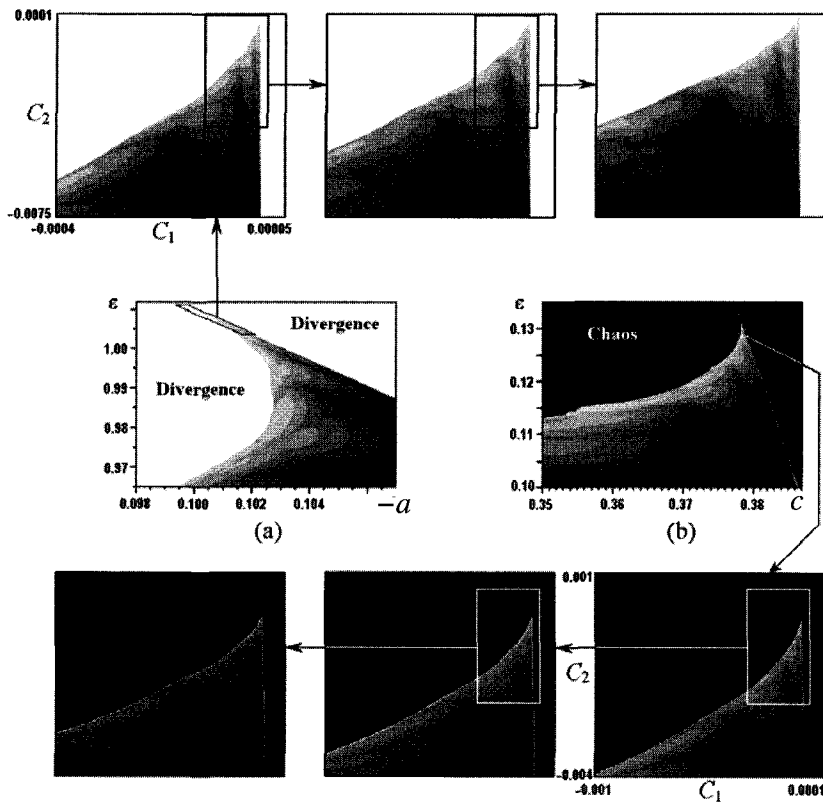 0.0001
C₂
-0.0075
-0.0004
C₁
0.00005
ε
Divergence
1.00
Divergence
0.99
0.98
0.97
0.098
0.100
0.102
0.104
-a
(a)
ε
0.13
Chaos
0.12
0.11
0.10
0.35
0.36
0.37
0.38
c
(b)
0.001
C₂
-0.004
-0.001
C₁
0.0001